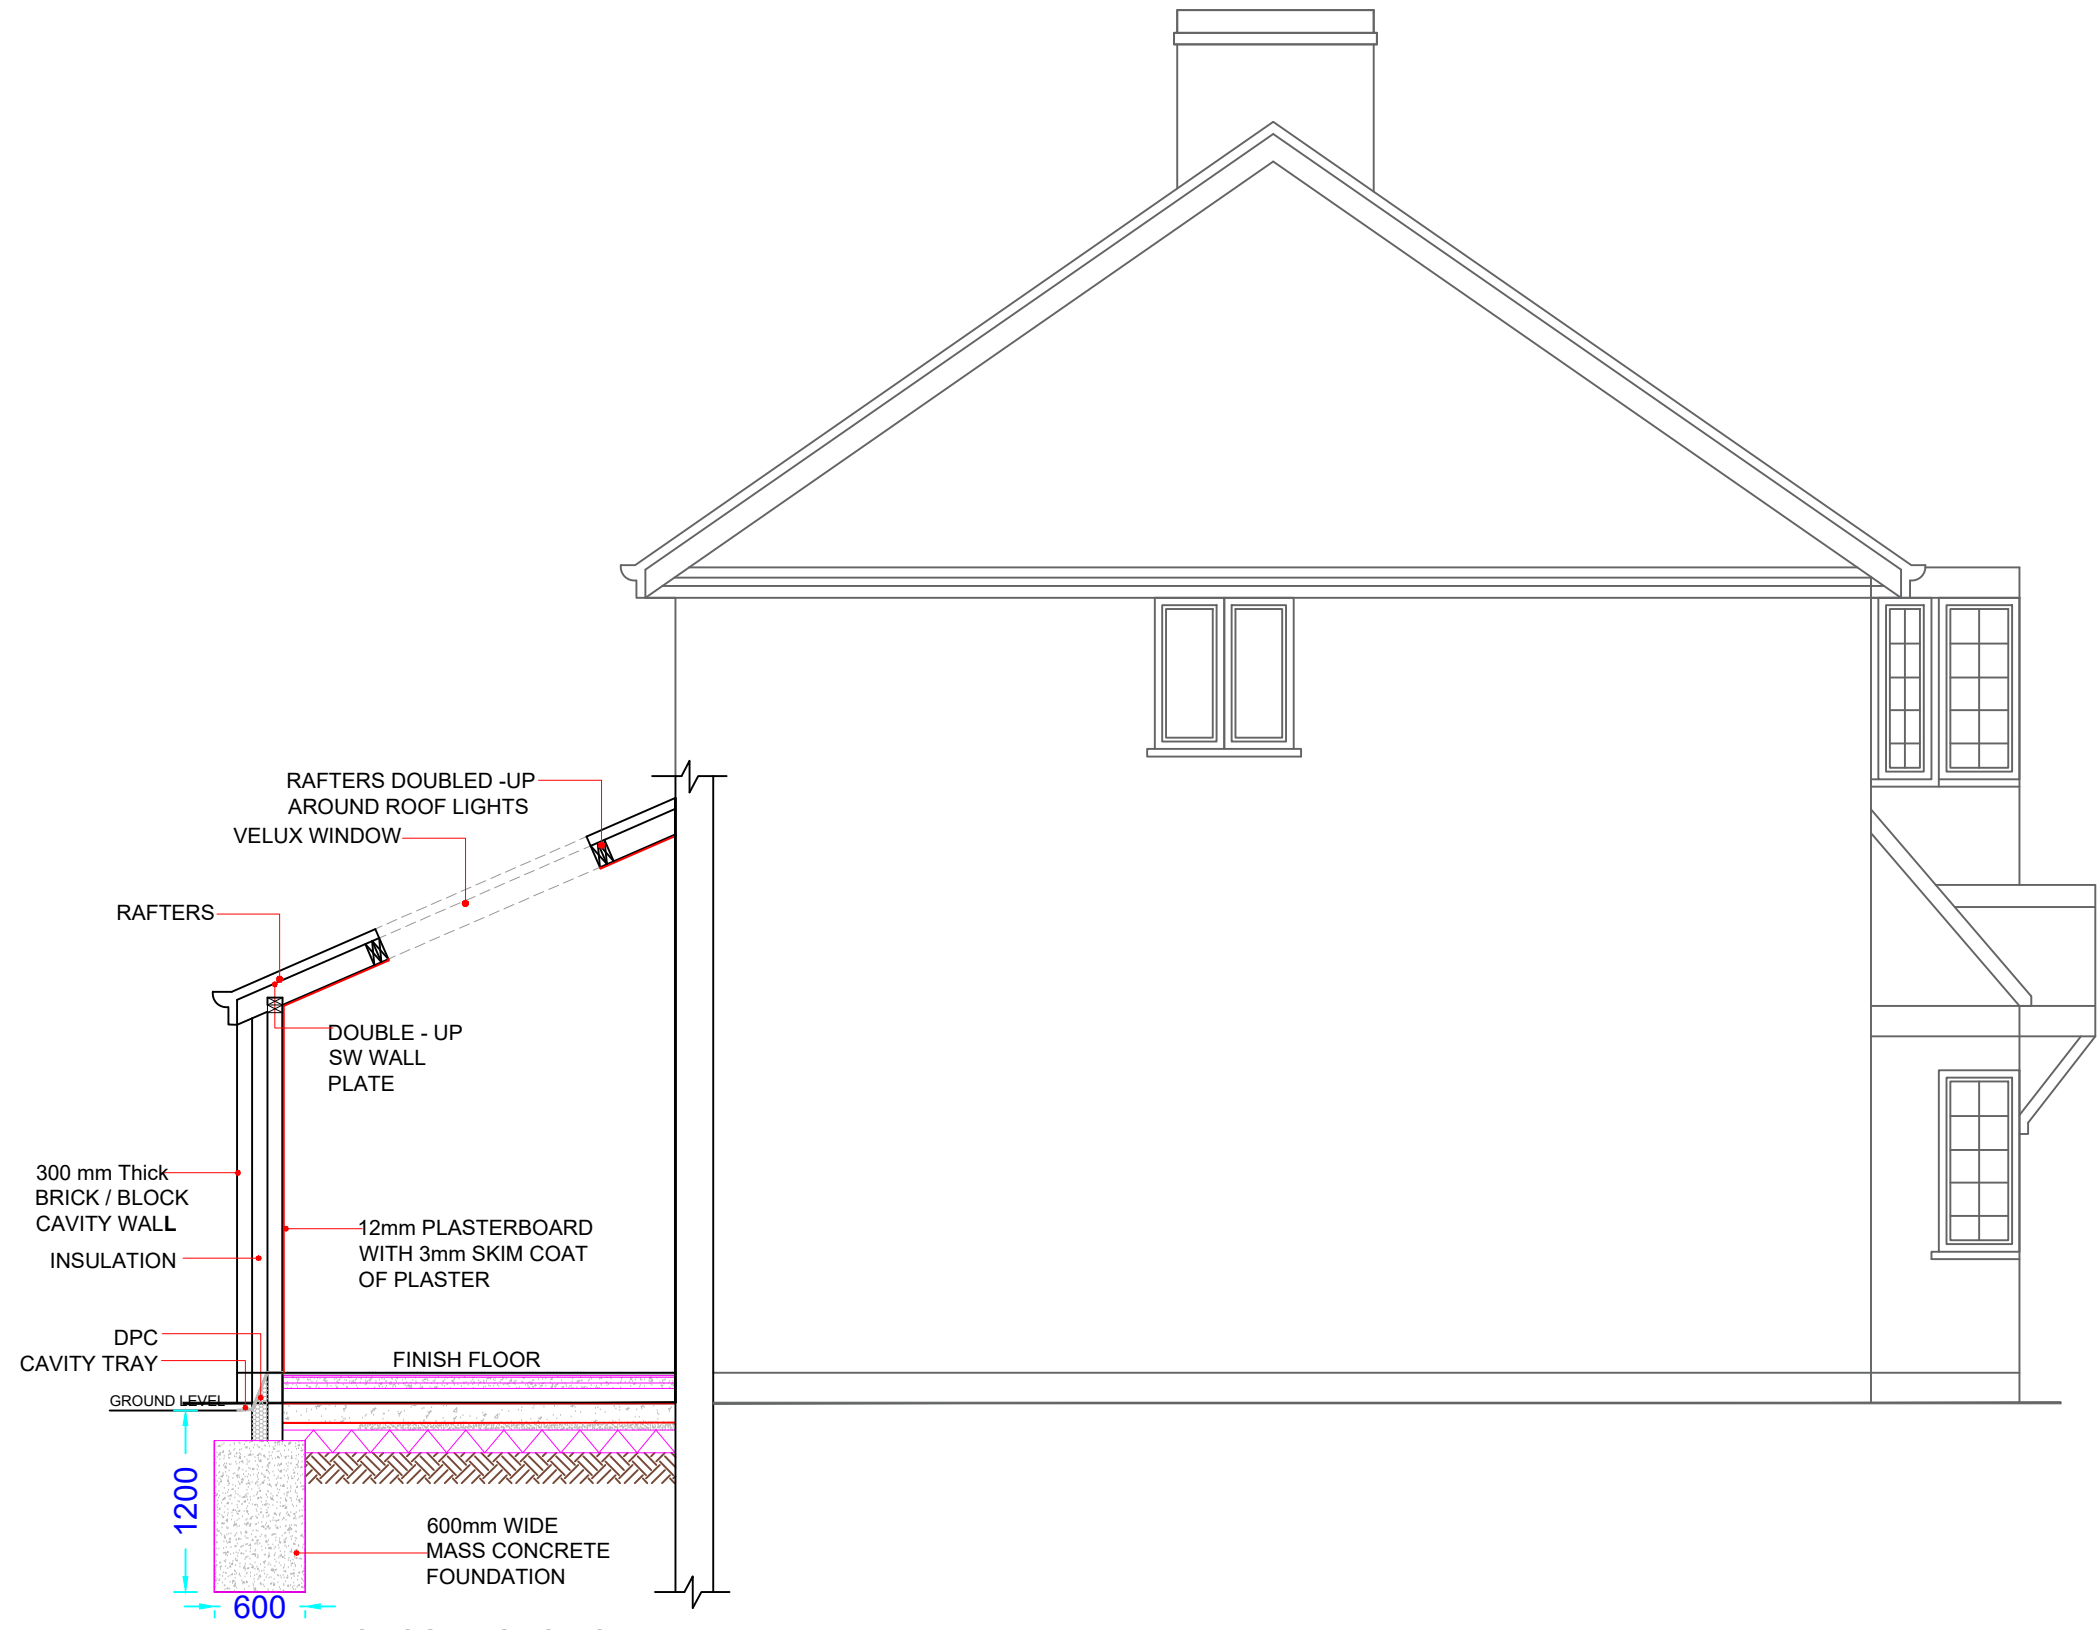 RAFTERS DOUBLED -UP
AROUND ROOF LIGHTS
VELUX WINDOW
RAFTERS
DOUBLE - UP
SW WALL
PLATE
300 mm Thick
BRICK / BLOCK
CAVITY WALL
INSULATION
12mm PLASTERBOARD
WITH 3mm SKIM COAT
OF PLASTER
DPC
CAVITY TRAY
FINISH FLOOR
GROUND LEVEL
1200
600mm WIDE
MASS CONCRETE
FOUNDATION
600